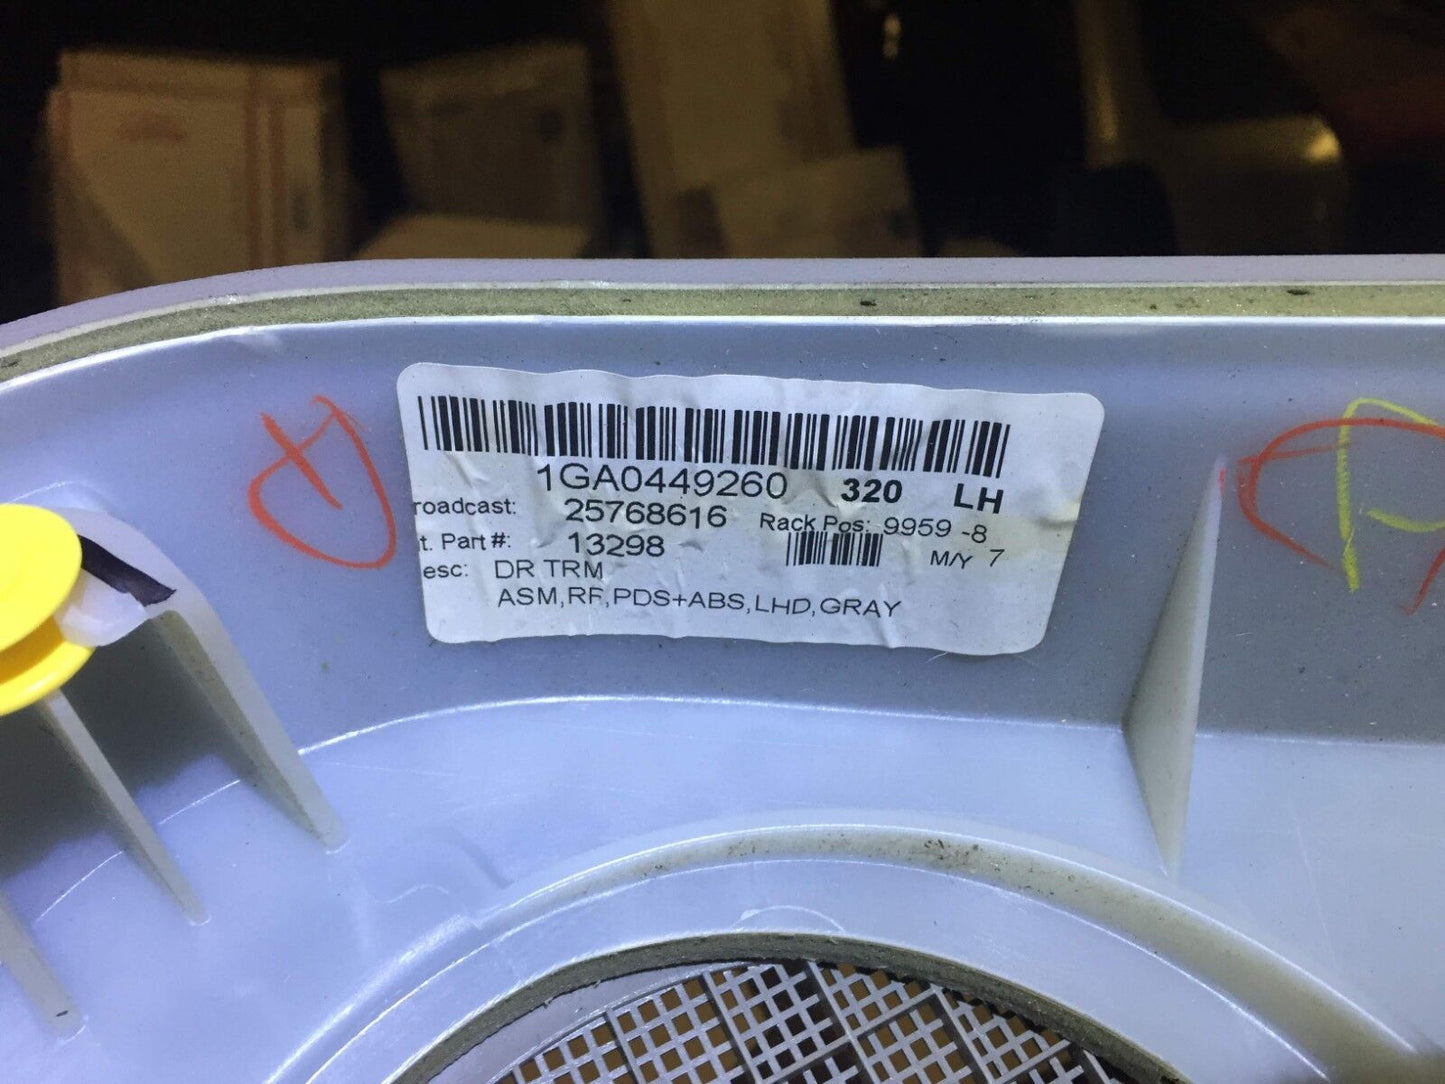 1GA0449260 320 LH
roadcast: 25768616 Rack Pos: 9959 -8
t. Part #: 13298 M/Y 7
esc: DR TRM
ASM,RF,PDS+ABS,LHD,GRAY